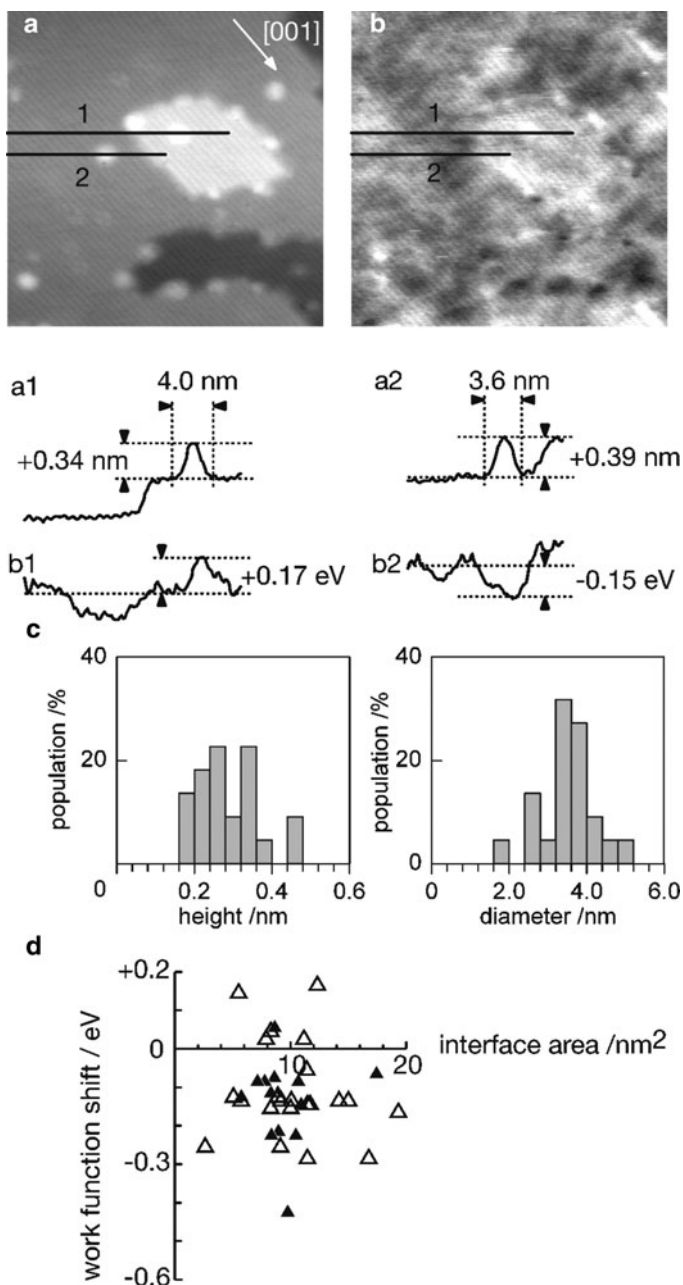 a
[001]
1
2
b
1
2
a1
4.0 nm
+0.34 nm
a2
3.6 nm
+0.39 nm
b1
+0.17 eV
b2
-0.15 eV
c
40
20
0
population /%
0.2
0.4
0.6
height /nm
40
20
0
population /%
0
2.0
4.0
6.0
diameter /nm
d
+0.2
0
-0.3
-0.6
work function shift / eV
10
20
interface area /nm2